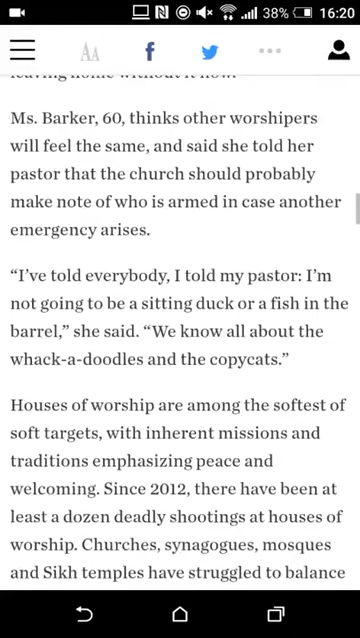 38% 16:20
AA f
leaving home without it now.
Ms. Barker, 60, thinks other worshipers
will feel the same, and said she told her
pastor that the church should probably
make note of who is armed in case another
emergency arises.
“I’ve told everybody, I told my pastor: I’m
not going to be a sitting duck or a fish in the
barrel,” she said. “We know all about the
whack-a-doodles and the copycats.”
Houses of worship are among the softest of
soft targets, with inherent missions and
traditions emphasizing peace and
welcoming. Since 2012, there have been at
least a dozen deadly shootings at houses of
worship. Churches, synagogues, mosques
and Sikh temples have struggled to balance